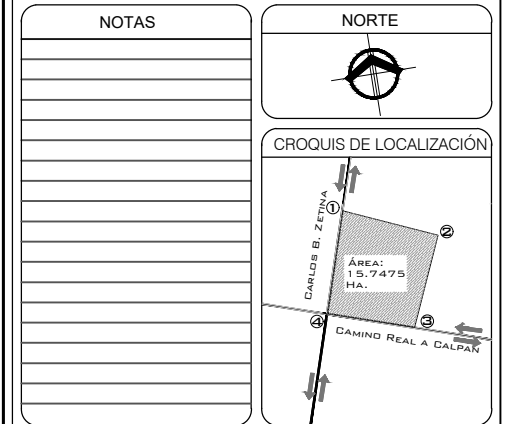 NOTAS
NORTE
CROQUIS DE LOCALIZACIÓN
①
CARLOS B. ZETINA
②
ÁREA:
15.7475
HA.
④
③
CAMINO REAL A CALPAN